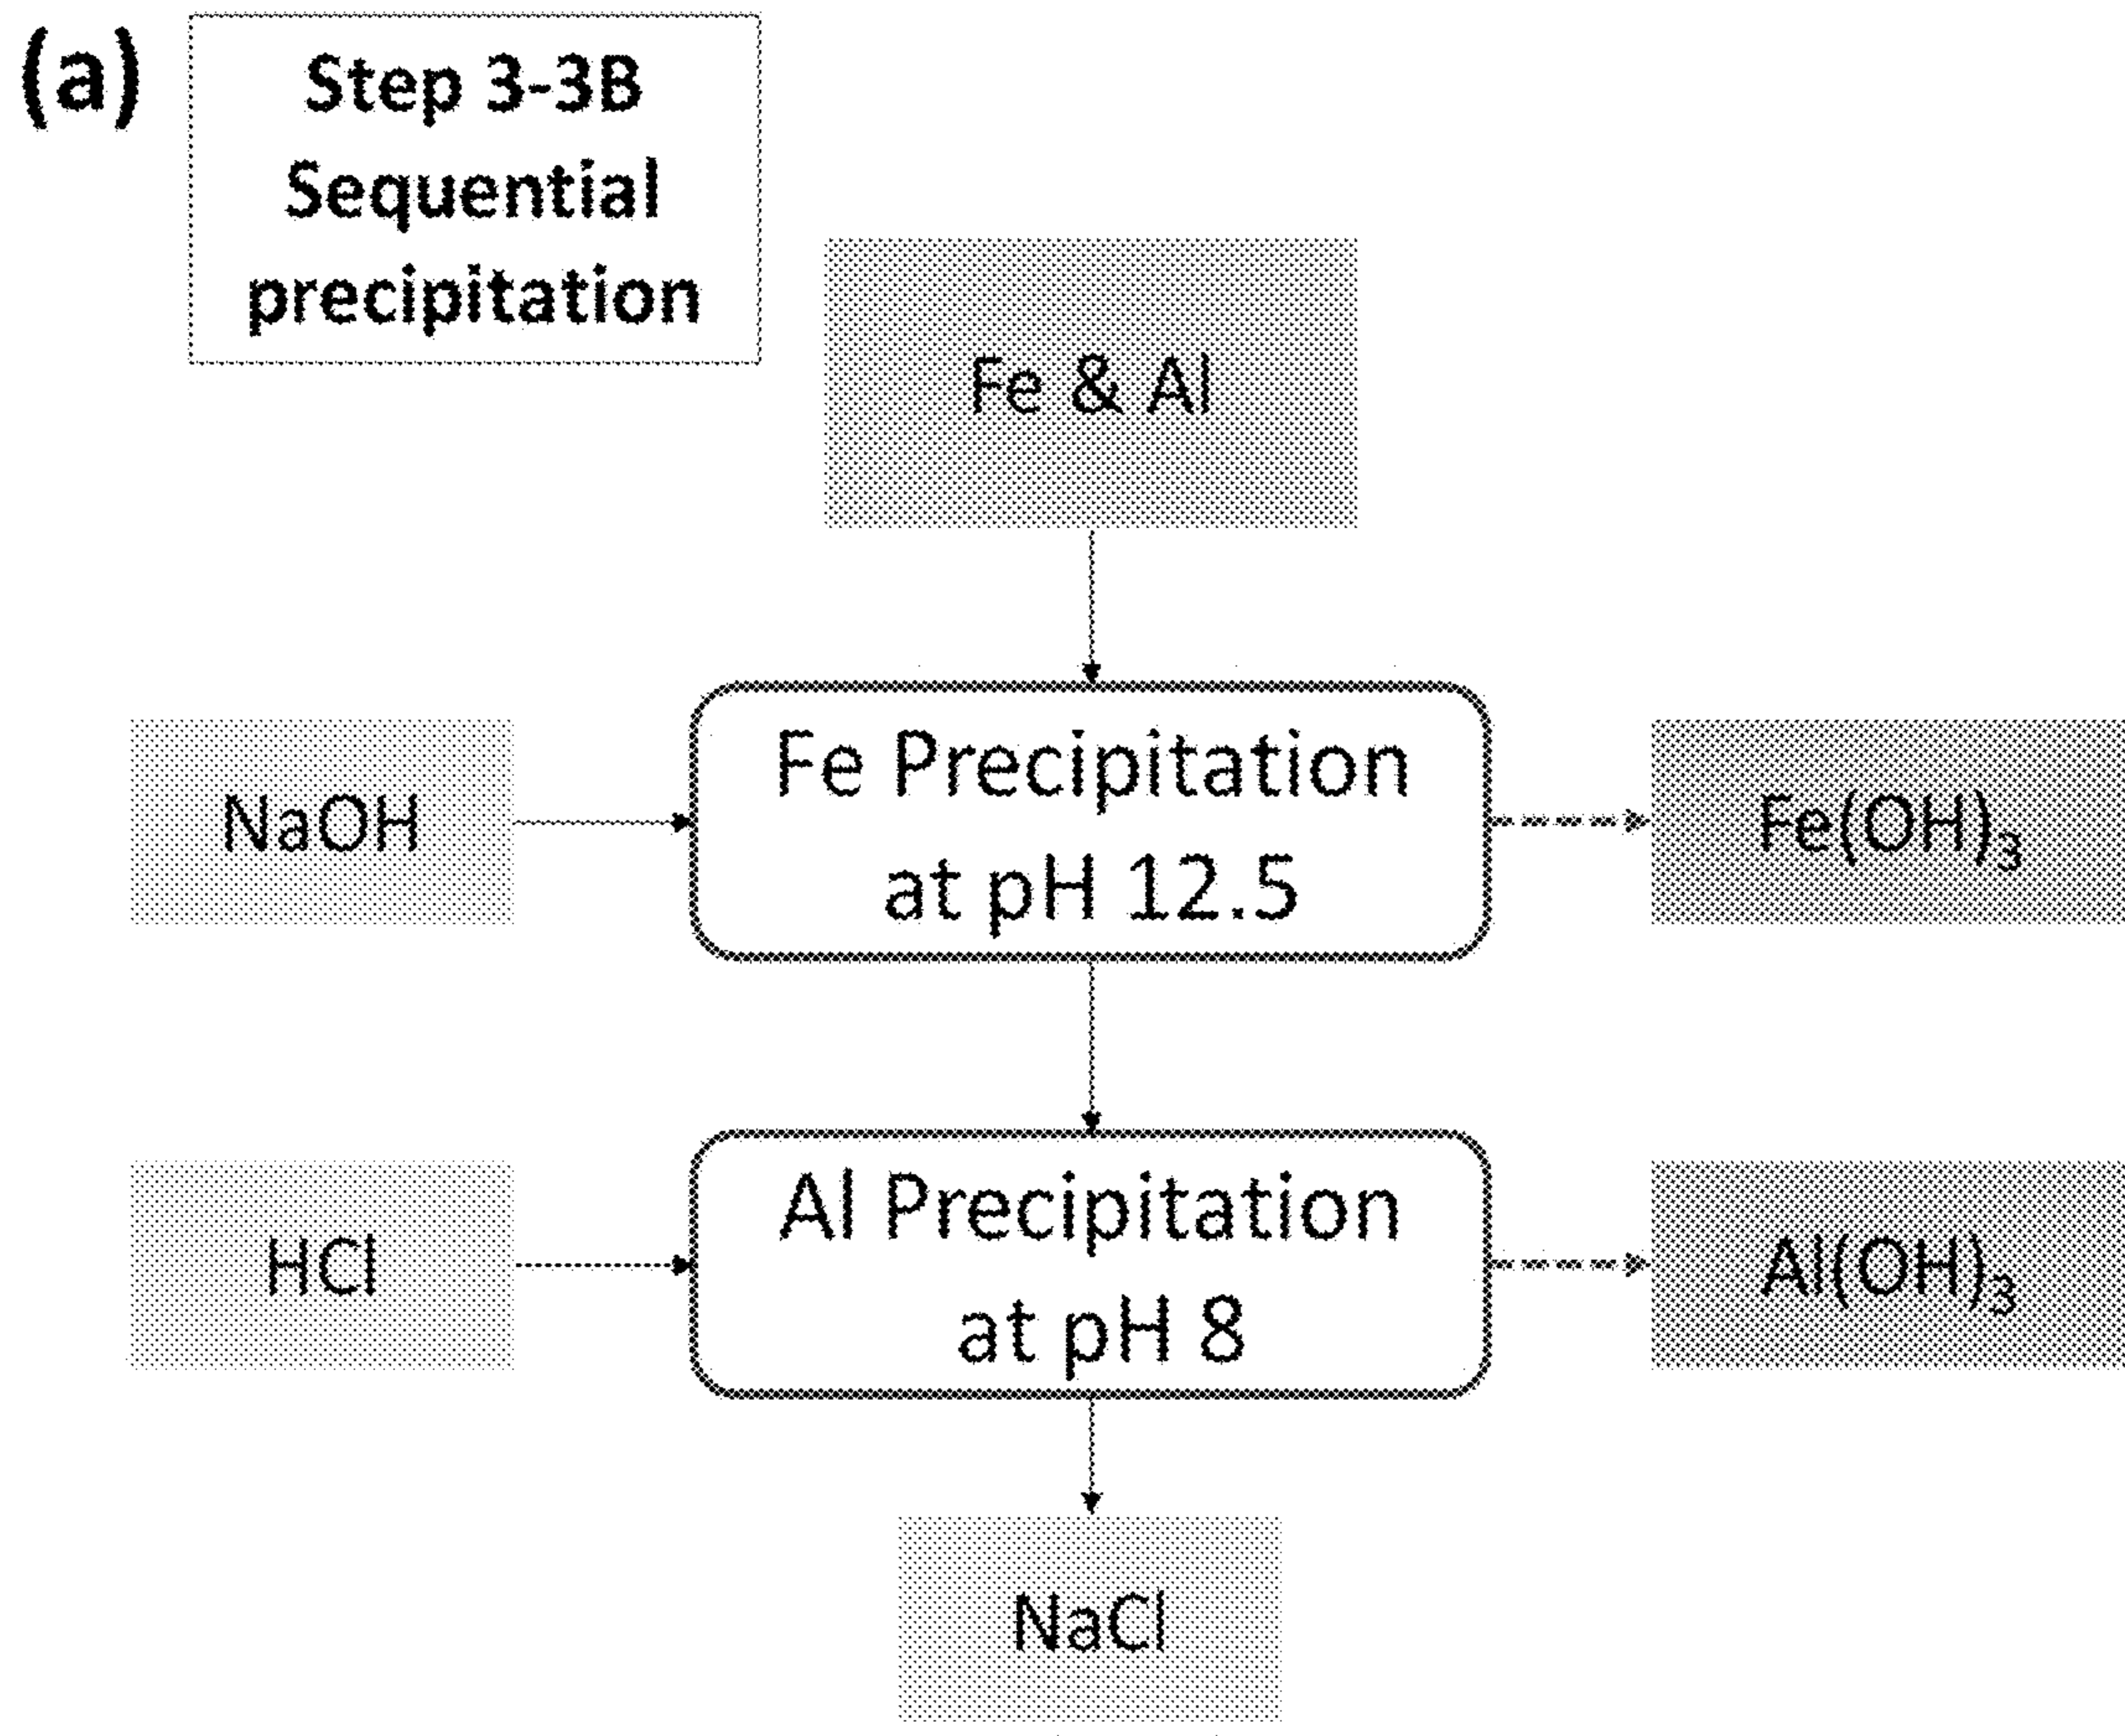 (a)
Step 3-3B
Sequential
precipitation
Fe & Al
NaOH
Fe Precipitation
at pH 12.5
Fe(OH)₃
HCl
Al Precipitation
at pH 8
Al(OH)₃
NaCl